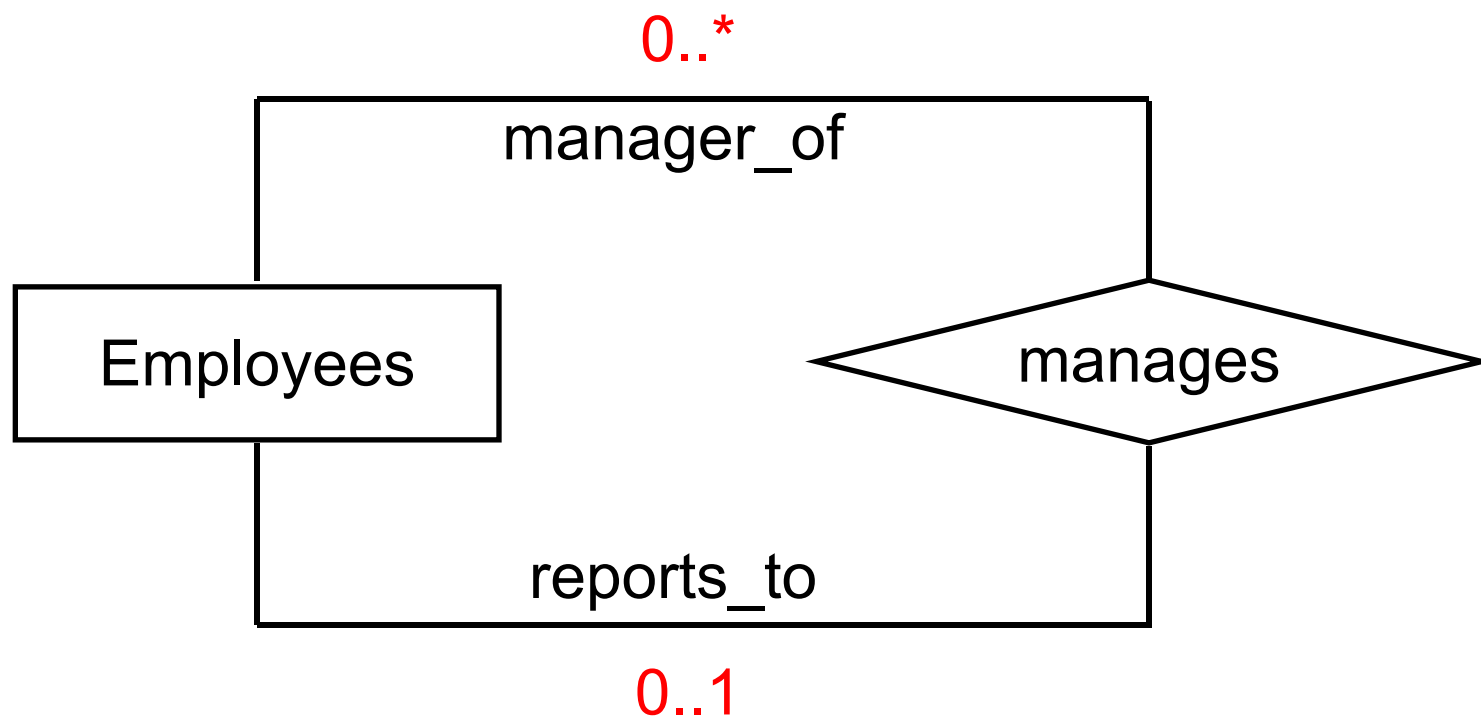 0..*
manager_of
Employees
manages
reports_to
0..1